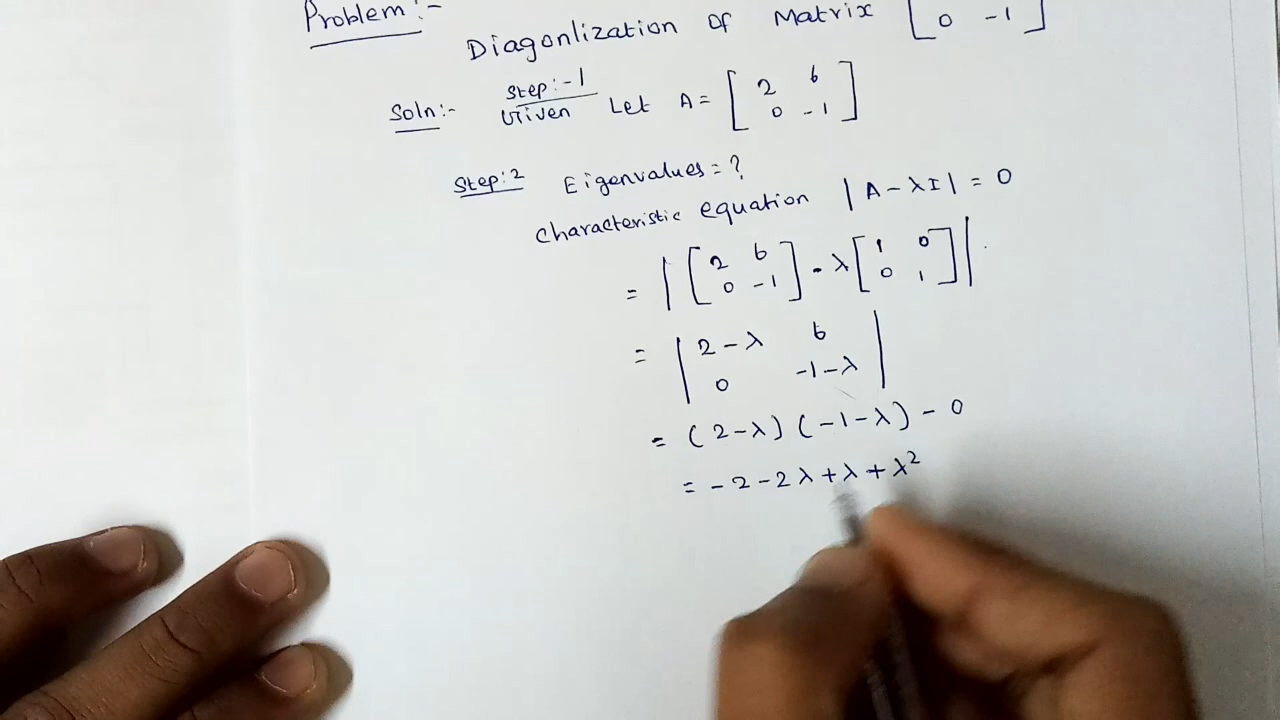 Problem:-
Diagonlization Of Matrix [ 0 -1 ]
Soln:- Step:-1
Given Let A = [ 2 6
0 -1 ]
Step:2 Eigenvalues = ?
Characteristic equation | A - λI | = 0
= | [ 2 6
0 -1 ] - λ [ 1 0
0 1 ] |
= | 2 - λ 6
0 -1 - λ |
= (2-λ) (-1-λ) - 0
= -2 - 2λ + λ + λ²